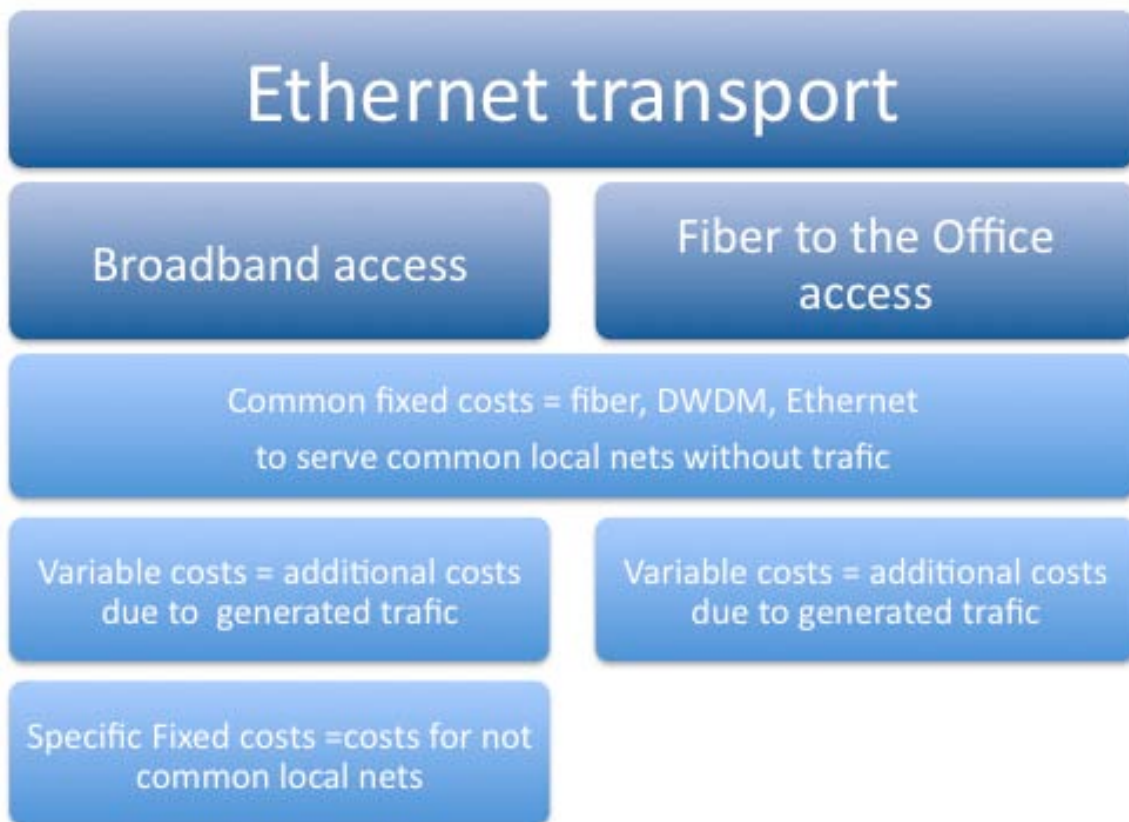 Ethernet transport
Broadband access
Fiber to the Office
access
Common fixed costs = fiber, DWDM, Ethernet
to serve common local nets without trafic
Variable costs = additional costs
due to generated trafic
Variable costs = additional costs
due to generated trafic
Specific Fixed costs =costs for not
common local nets